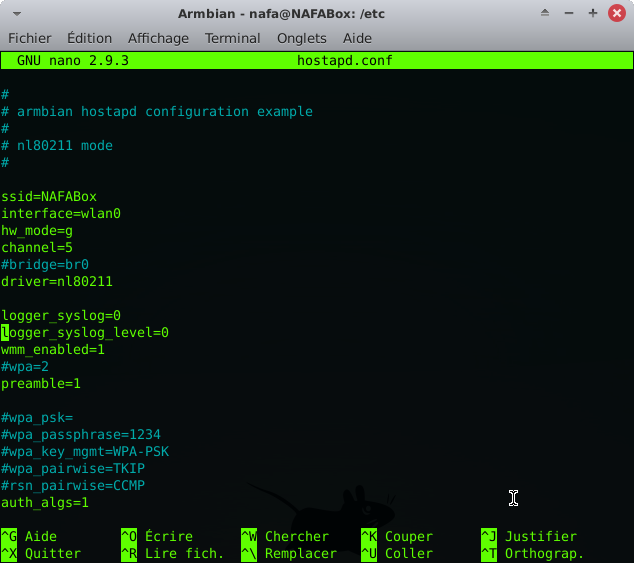 Armbian - nafa@NAFABox: /etc
Fichier Édition Affichage Terminal Onglets Aide
GNU nano 2.9.3 hostapd.conf
#
# armbian hostapd configuration example
#
# nl80211 mode
#
ssid=NAFABox
interface=wlan0
hw_mode=g
channel=5
#bridge=br0
driver=nl80211
logger_syslog=0
logger_syslog_level=0
wmm_enabled=1
#wpa=2
preamble=1
#wpa_psk=
#wpa_passphrase=1234
#wpa_key_mgmt=WPA-PSK
#wpa_pairwise=TKIP
#rsn_pairwise=CCMP
auth_algs=1
^G Aide ^O Écrire ^W Chercher ^K Couper ^J Justifier
^X Quitter ^R Lire fich. ^\ Remplacer ^U Coller ^T Orthograp.